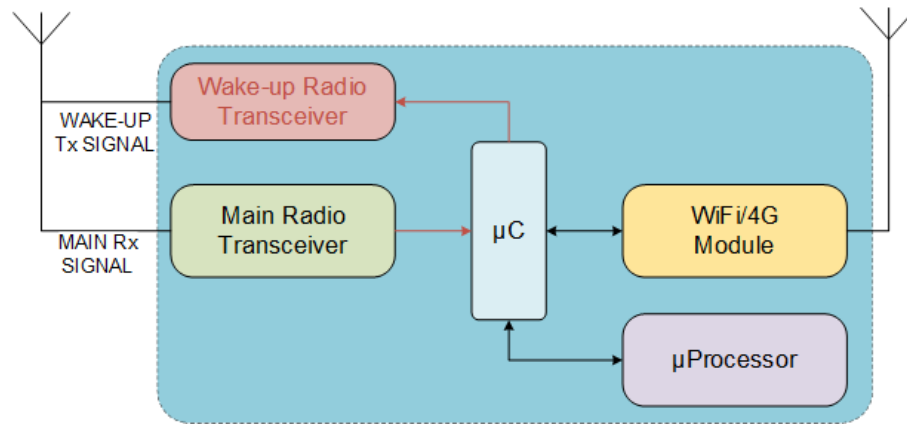 Wake-up Radio
Transceiver
WAKE-UP
Tx SIGNAL
Main Radio
Transceiver
MAIN Rx
SIGNAL
µC
WiFi/4G
Module
µProcessor